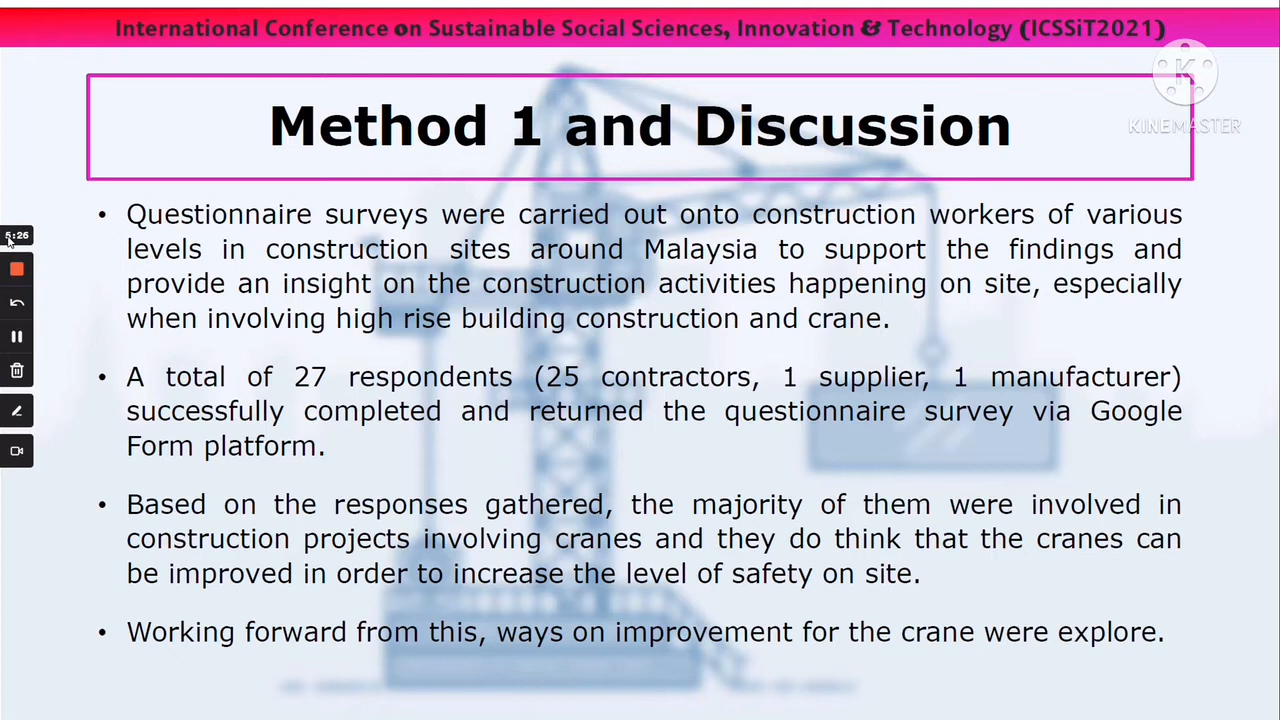 International Conference on Sustainable Social Sciences, Innovation & Technology (ICSSiT2021)
K
KINEMASTER
Method 1 and Discussion
• Questionnaire surveys were carried out onto construction workers of various
levels in construction sites around Malaysia to support the findings and
provide an insight on the construction activities happening on site, especially
when involving high rise building construction and crane.
5:26
• A total of 27 respondents (25 contractors, 1 supplier, 1 manufacturer)
successfully completed and returned the questionnaire survey via Google
Form platform.
• Based on the responses gathered, the majority of them were involved in
construction projects involving cranes and they do think that the cranes can
be improved in order to increase the level of safety on site.
• Working forward from this, ways on improvement for the crane were explore.